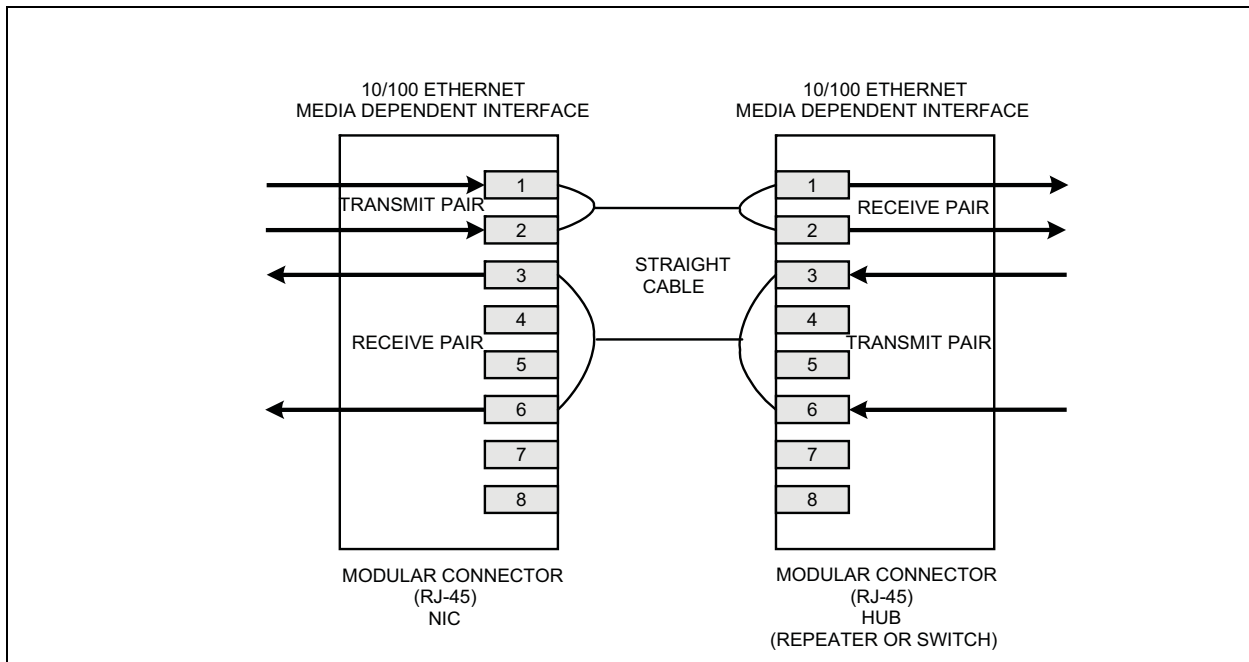 10/100 ETHERNET
MEDIA DEPENDENT INTERFACE
10/100 ETHERNET
MEDIA DEPENDENT INTERFACE
1
TRANSMIT PAIR
2
3
4
RECEIVE PAIR
5
6
7
8
STRAIGHT
CABLE
1
RECEIVE PAIR
2
3
4
TRANSMIT PAIR
5
6
7
8
MODULAR CONNECTOR
(RJ-45)
NIC
MODULAR CONNECTOR
(RJ-45)
HUB
(REPEATER OR SWITCH)